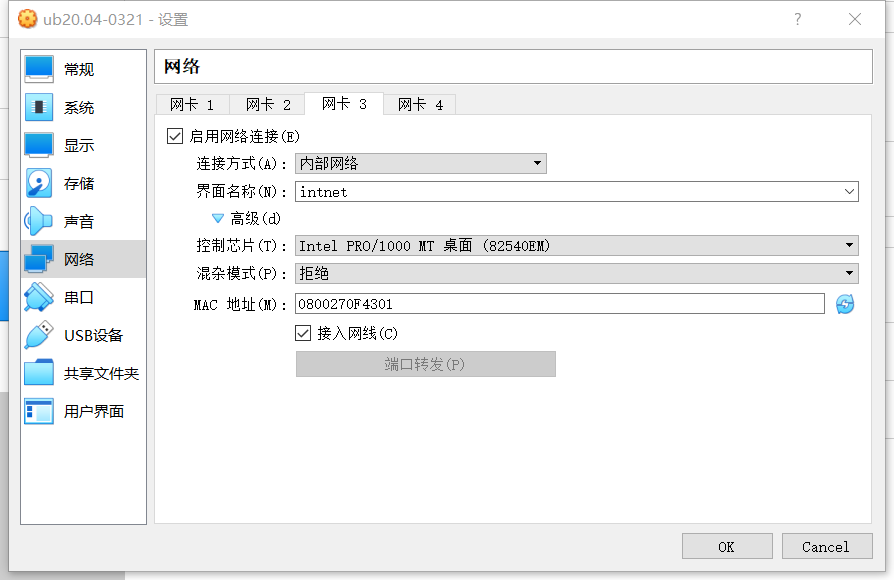 ub20.04-0321 - 设置
?
常规
系统
显示
存储
声音
网络
串口
USB设备
共享文件夹
用户界面
网络
网卡 1 网卡 2 网卡 3 网卡 4
启用网络连接(E)
连接方式(A): 内部网络
界面名称(N): intnet
高级(d)
控制芯片(T): Intel PRO/1000 MT 桌面 (82540EM)
混杂模式(P): 拒绝
MAC 地址(M): 0800270F4301
接入网线(C)
端口转发(P)
OK Cancel